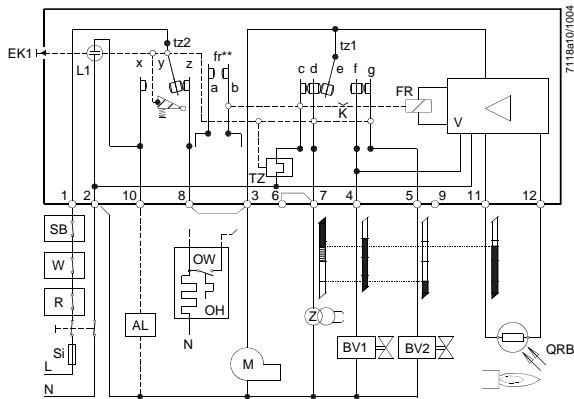 7118a10/1004
EK1
L1
tz2
x y z
fr**
a b
tz1
c d e f g
K
FR
V
TZ
1 2 10 8 3 6 7 4 5 9 11 12
SB
W
R
Si
L
N
AL
OW
OH
N
M
Z
BV1
BV2
QRB